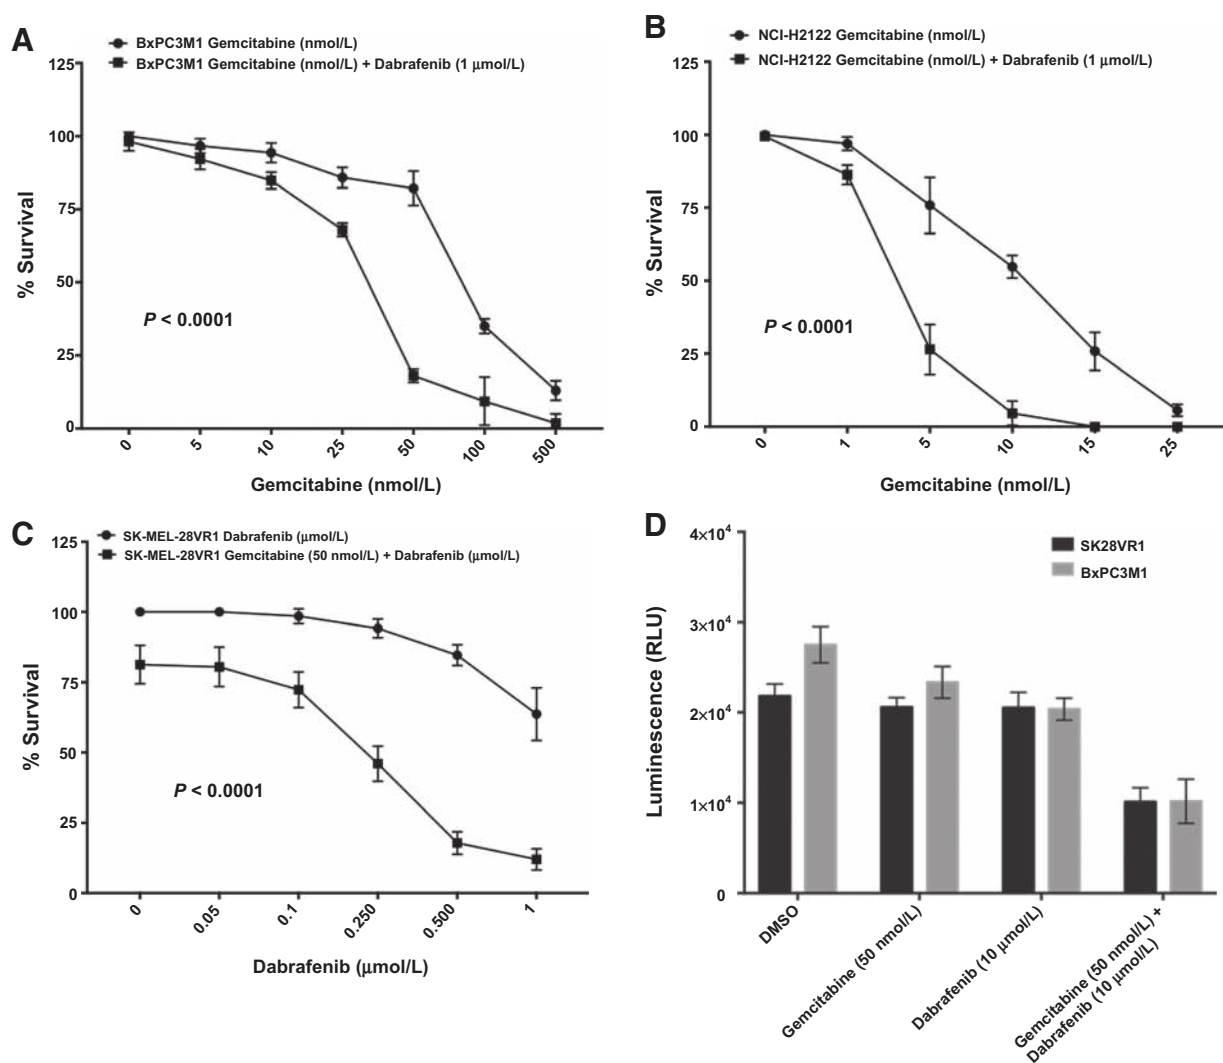 A
BxPC3M1 Gemcitabine (nmol/L)
BxPC3M1 Gemcitabine (nmol/L) + Dabrafenib (1 μmol/L)
125
100
75
50
25
0
% Survival
P < 0.0001
0 5 10 25 50 100 500
Gemcitabine (nmol/L)
B
NCI-H2122 Gemcitabine (nmol/L)
NCI-H2122 Gemcitabine (nmol/L) + Dabrafenib (1 μmol/L)
125
100
75
50
25
0
% Survival
P < 0.0001
0 1 5 10 15 25
Gemcitabine (nmol/L)
C
SK-MEL-28VR1 Dabrafenib (μmol/L)
SK-MEL-28VR1 Gemcitabine (50 nmol/L) + Dabrafenib (μmol/L)
125
100
75
50
25
0
% Survival
P < 0.0001
0 0.05 0.1 0.250 0.500 1
Dabrafenib (μmol/L)
D
SK28VR1
BxPC3M1
4×10⁴
3×10⁴
2×10⁴
1×10⁴
0
Luminescence (RLU)
DMSO
Gemcitabine (50 nmol/L)
Dabrafenib (10 μmol/L)
Gemcitabine (50 nmol/L) +
Dabrafenib (10 μmol/L)